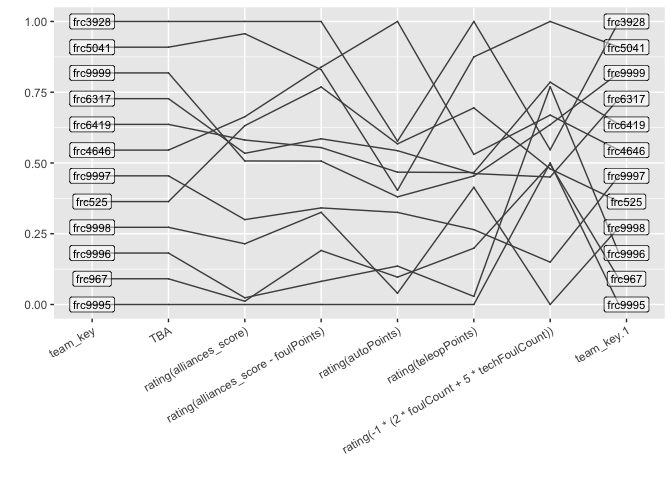 1.00
0.75
0.50
0.25
0.00
frc3928
frc5041
frc9999
frc6317
frc6419
frc4646
frc9997
frc525
frc9998
frc9996
frc967
frc9995
frc3928
frc5041
frc9999
frc6317
frc6419
frc4646
frc9997
frc525
frc9998
frc9996
frc967
frc9995
team_key
TBA
rating(alliances_score)
rating(alliances_score - foulPoints)
rating(autoPoints)
rating(teleopPoints)
rating(-1 * (2 * foulCount + 5 * techFoulCount))
team_key.1